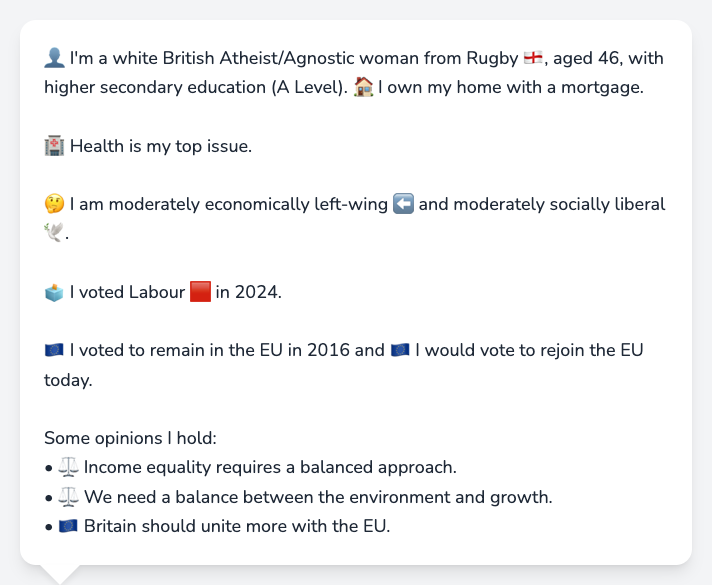 👤 I'm a white British Atheist/Agnostic woman from Rugby 🏴󠁧󠁢󠁥󠁮󠁧󠁿, aged 46, with
higher secondary education (A Level). 🏠 I own my home with a mortgage.
🏥 Health is my top issue.
🤔 I am moderately economically left-wing ⬅️ and moderately socially liberal
🕊️.
🗳️ I voted Labour 🟥 in 2024.
🇪🇺 I voted to remain in the EU in 2016 and 🇪🇺 I would vote to rejoin the EU
today.
Some opinions I hold:
• ⚖️ Income equality requires a balanced approach.
• ⚖️ We need a balance between the environment and growth.
• 🇪🇺 Britain should unite more with the EU.